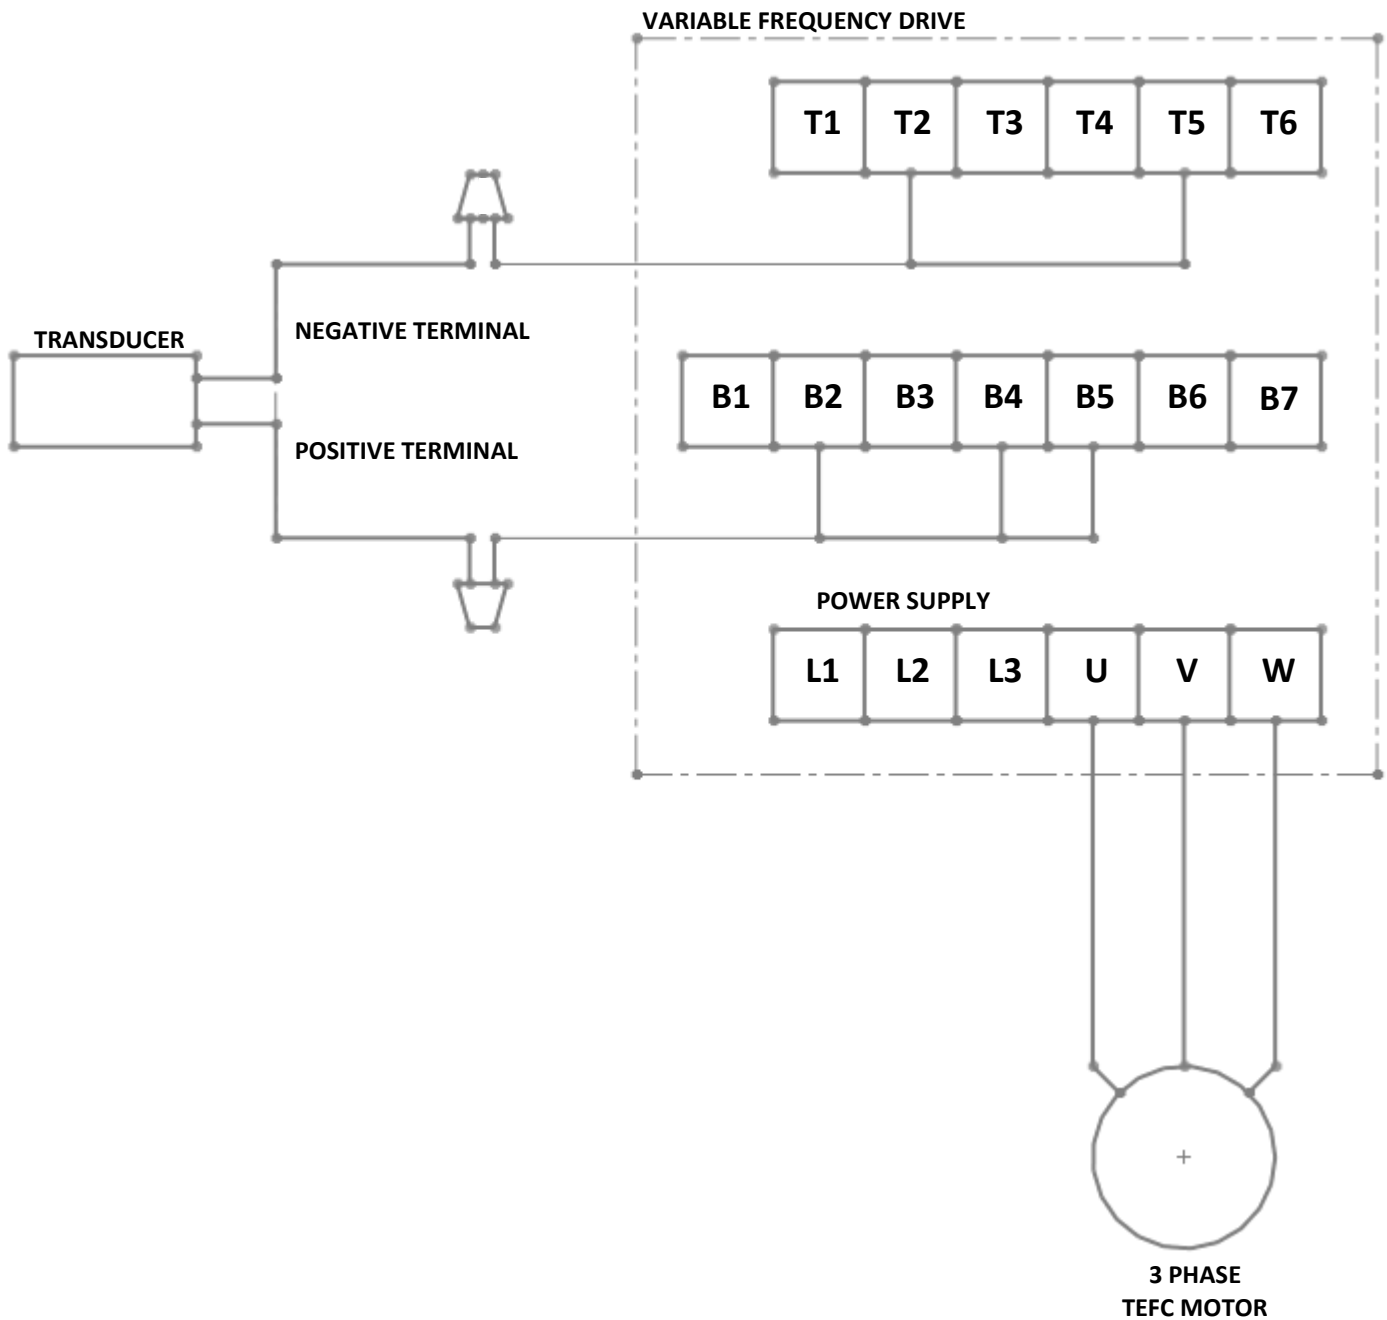 VARIABLE FREQUENCY DRIVE
T1 T2 T3 T4 T5 T6
TRANSDUCER
NEGATIVE TERMINAL
B1 B2 B3 B4 B5 B6 B7
POSITIVE TERMINAL
POWER SUPPLY
L1 L2 L3 U V W
3 PHASE
TEFC MOTOR